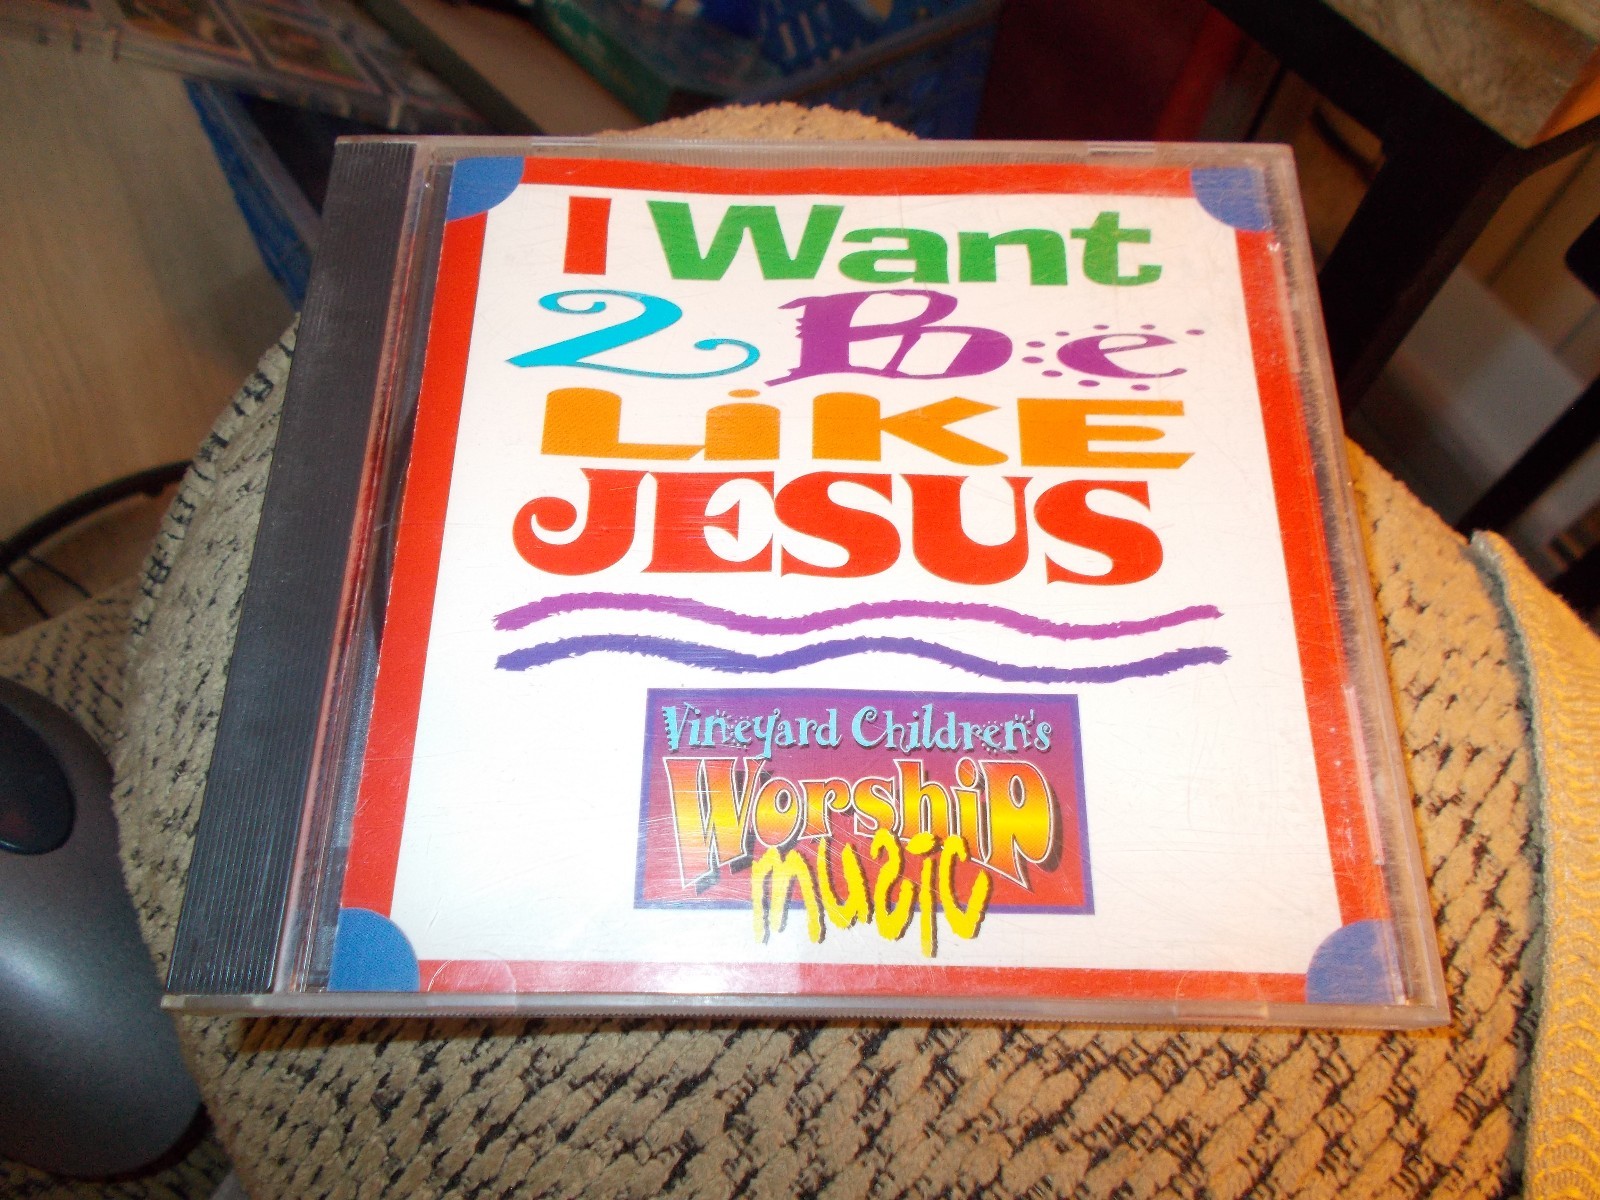 I Want
2 Be
LiKE
JESUS
Vineyard Children's
Worship
music